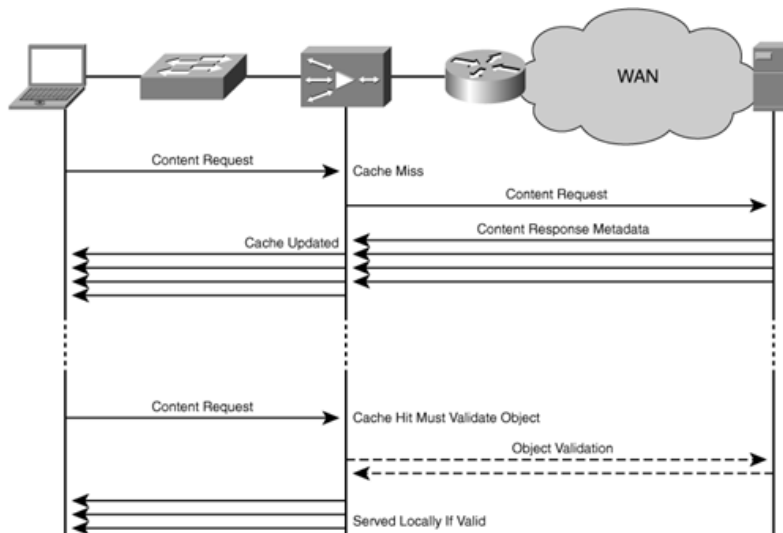 WAN
Content Request
Cache Miss
Content Request
Content Response Metadata
Cache Updated
Content Request
Cache Hit Must Validate Object
Object Validation
Served Locally If Valid